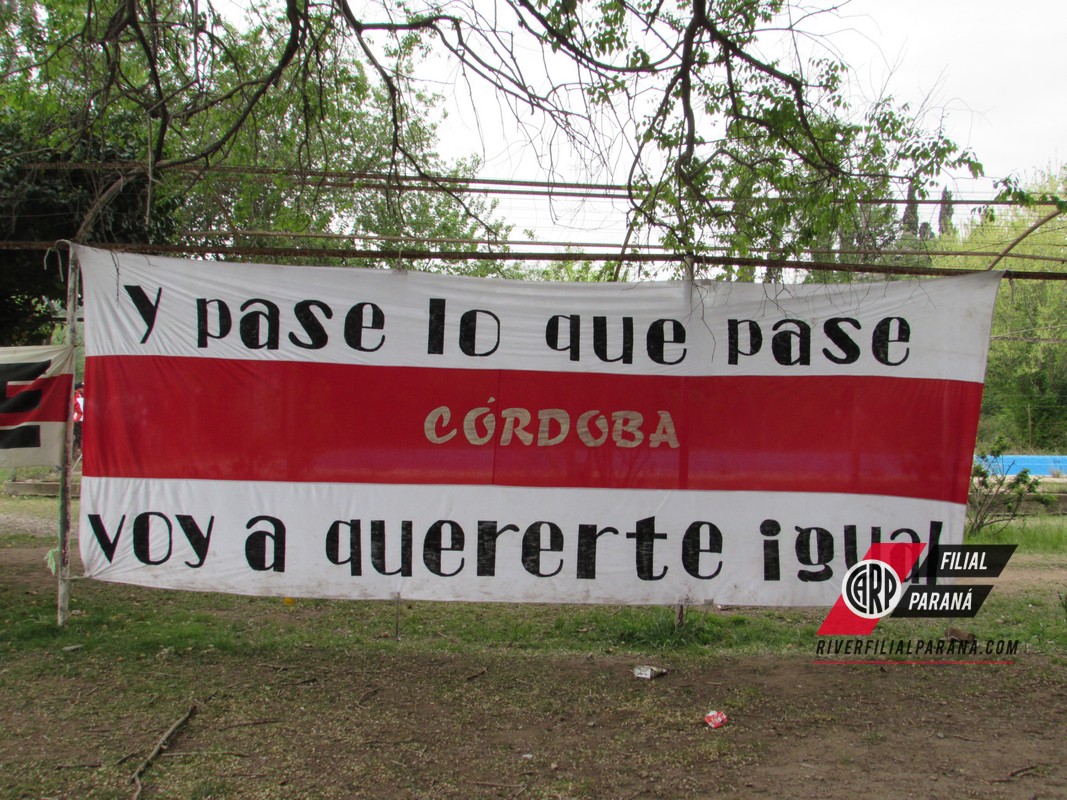 y pase lo que pase
CÓRDOBA
voy a quererte igual
CARP
FILIAL
PARANÁ
RIVERFILIALPARANA.COM